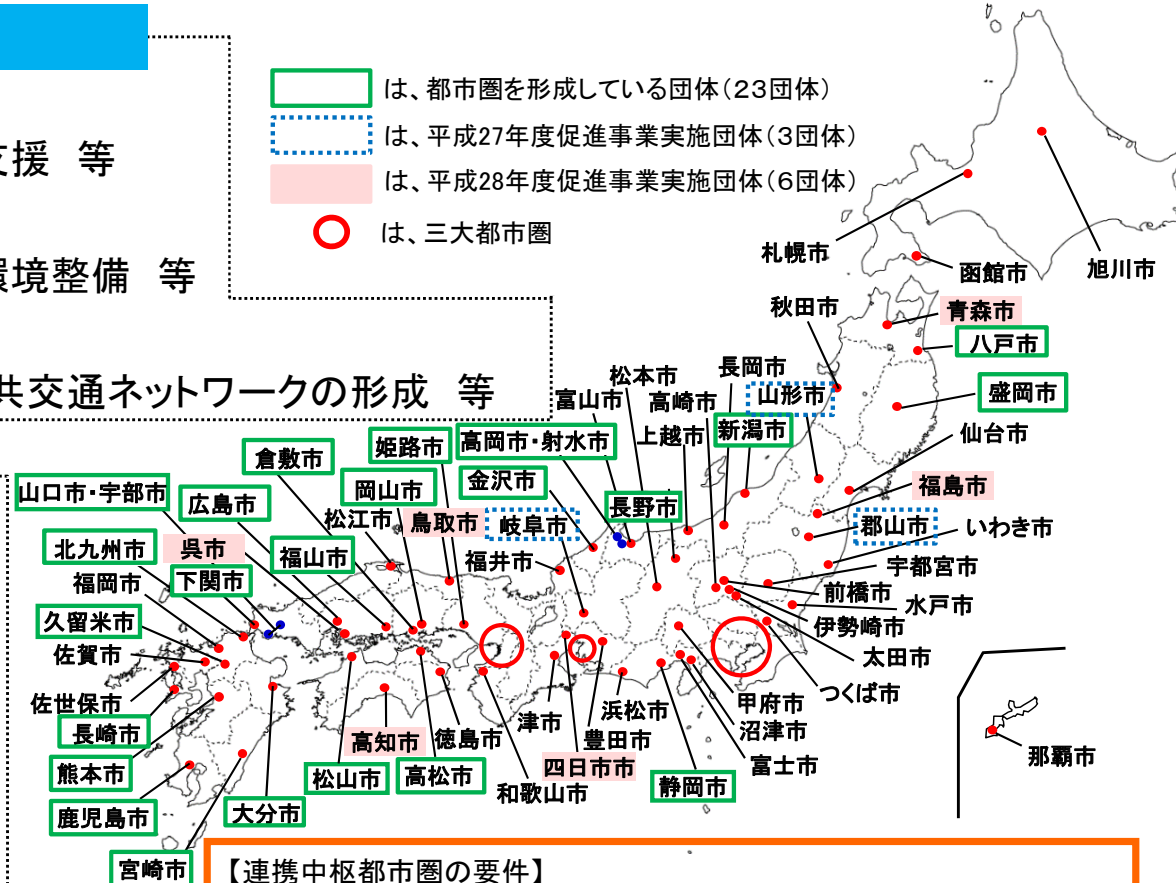 は、都市圏を形成している団体(23団体)
は、平成27年度促進事業実施団体(3団体)
は、平成28年度促進事業実施団体(6団体)
は、三大都市圏
支援 等
環境整備 等
共交通ネットワークの形成 等
札幌市
函館市
旭川市
秋田市
青森市
八戸市
盛岡市
仙台市
福島市
郡山市
いわき市
宇都宮市
前橋市
水戸市
伊勢崎市
太田市
つくば市
甲府市
沼津市
富士市
長岡市
山形市
松本市
高崎市
富山市
上越市
新潟市
高岡市・射水市
金沢市
長野市
姫路市
倉敷市
岡山市
松江市
鳥取市
岐阜市
福井市
山口市・宇部市
広島市
北九州市
呉市
福山市
福岡市
下関市
久留米市
佐賀市
佐世保市
長崎市
熊本市
鹿児島市
宮崎市
大分市
松山市
高知市
高松市
徳島市
和歌山市
津市
四日市市
豊田市
浜松市
静岡市
那覇市
【連携中枢都市圏の要件】